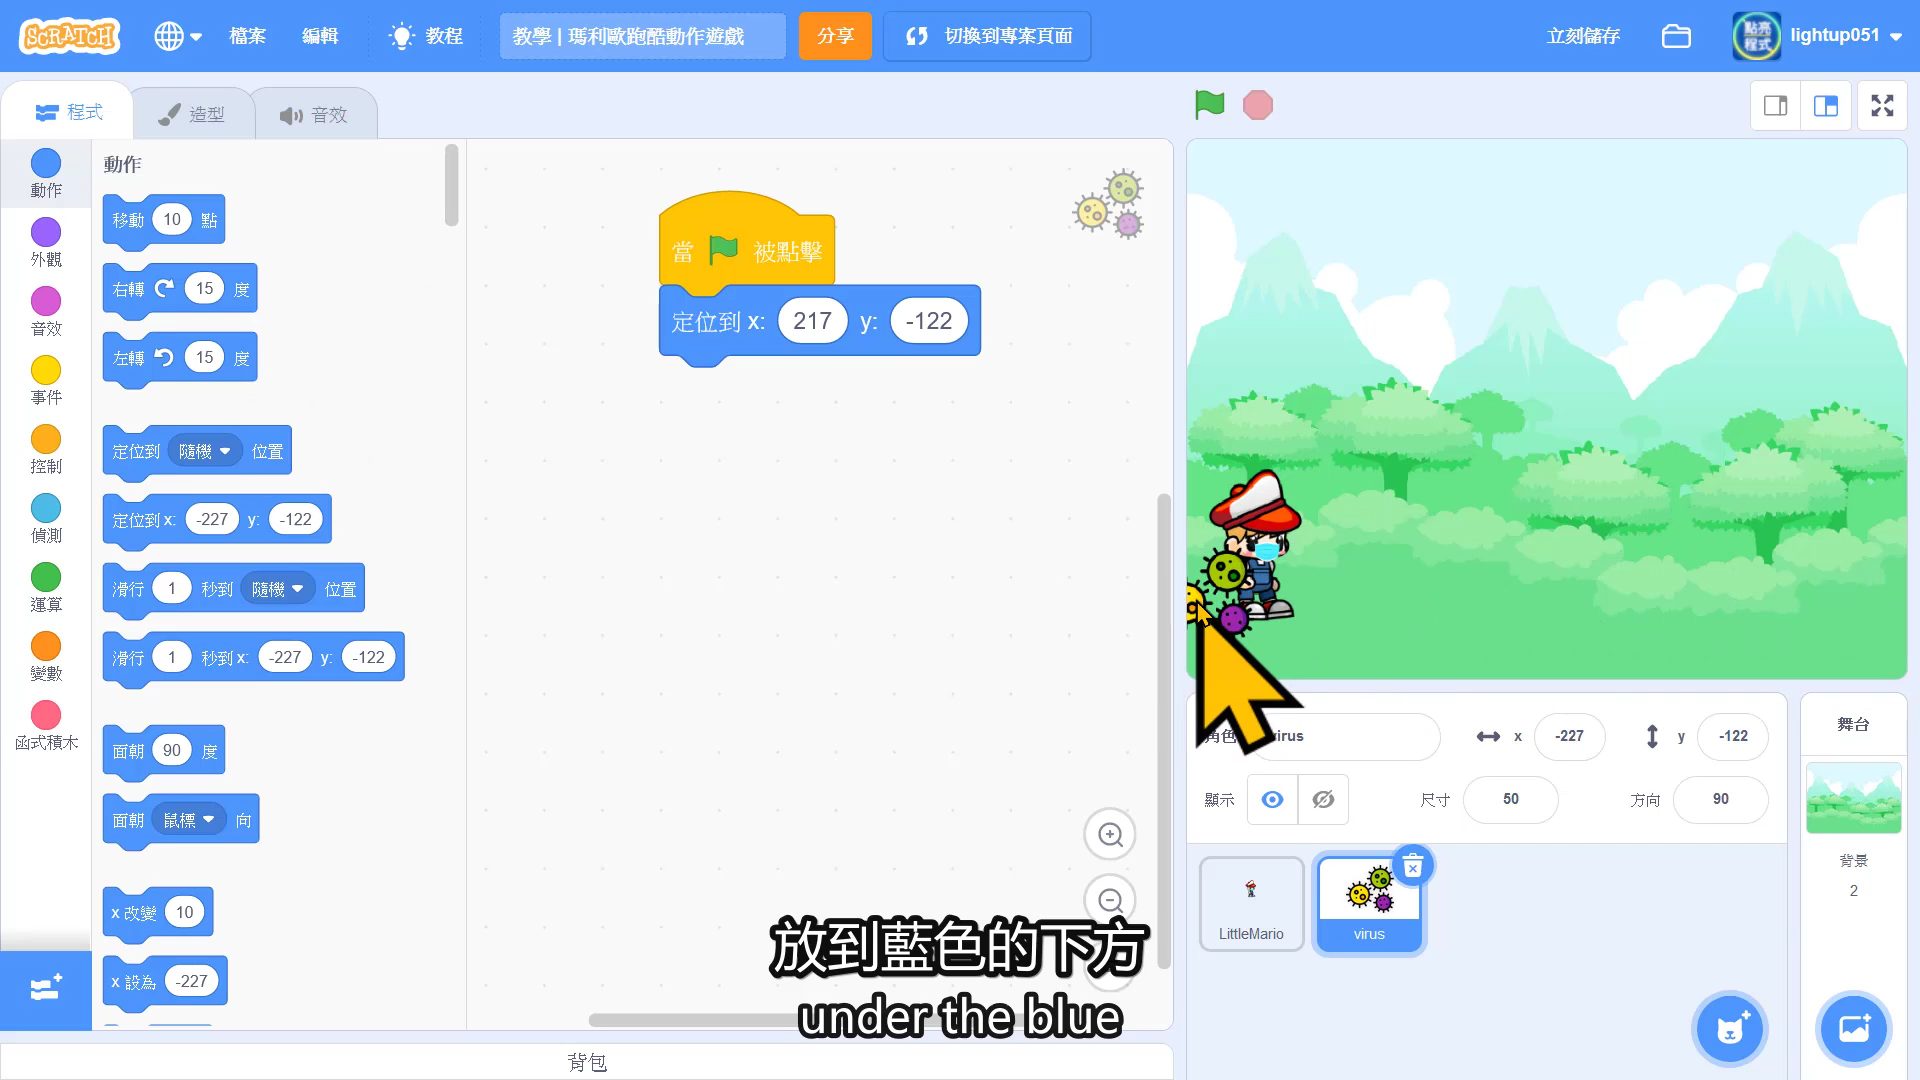 SCRATCH
檔案
編輯
教程
教學 | 瑪利歐跑酷動作遊戲
分享
切換到專案頁面
立刻儲存
點亮
程式
lightup051
程式
造型
音效
動作
外觀
音效
事件
控制
偵測
運算
變數
函式積木
動作
移動 10 點
右轉 15 度
左轉 15 度
定位到 隨機 位置
定位到 x: -227 y: -122
滑行 1 秒到 隨機 位置
滑行 1 秒到 x: -227 y: -122
面朝 90 度
面朝 鼠標 向
x 改變 10
x 設為 -227
當 被點擊
定位到 x: 217 y: -122
角色 virus
x -227
y -122
顯示
尺寸 50
方向 90
LittleMario
virus
舞台
背景
2
放到藍色的下方
under the blue
背包